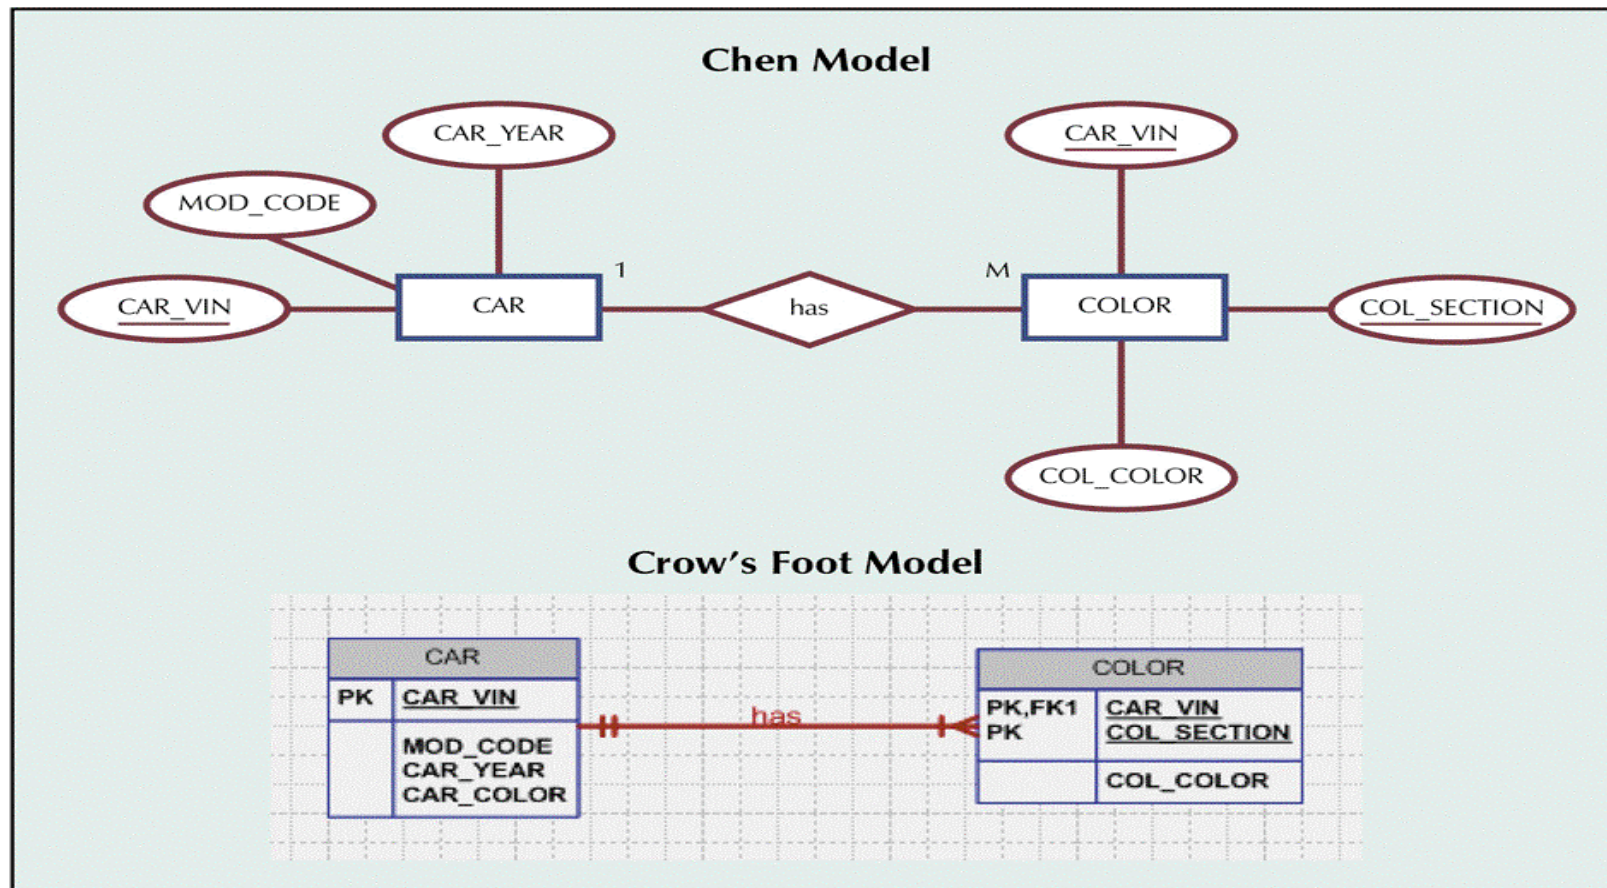 Chen Model
CAR_YEAR
CAR_VIN
MOD_CODE
1
M
CAR_VIN
CAR
has
COLOR
COL_SECTION
COL_COLOR
Crow's Foot Model
CAR
PK CAR_VIN
MOD_CODE
CAR_YEAR
CAR_COLOR
has
COLOR
PK,FK1 CAR_VIN
PK COL_SECTION
COL_COLOR